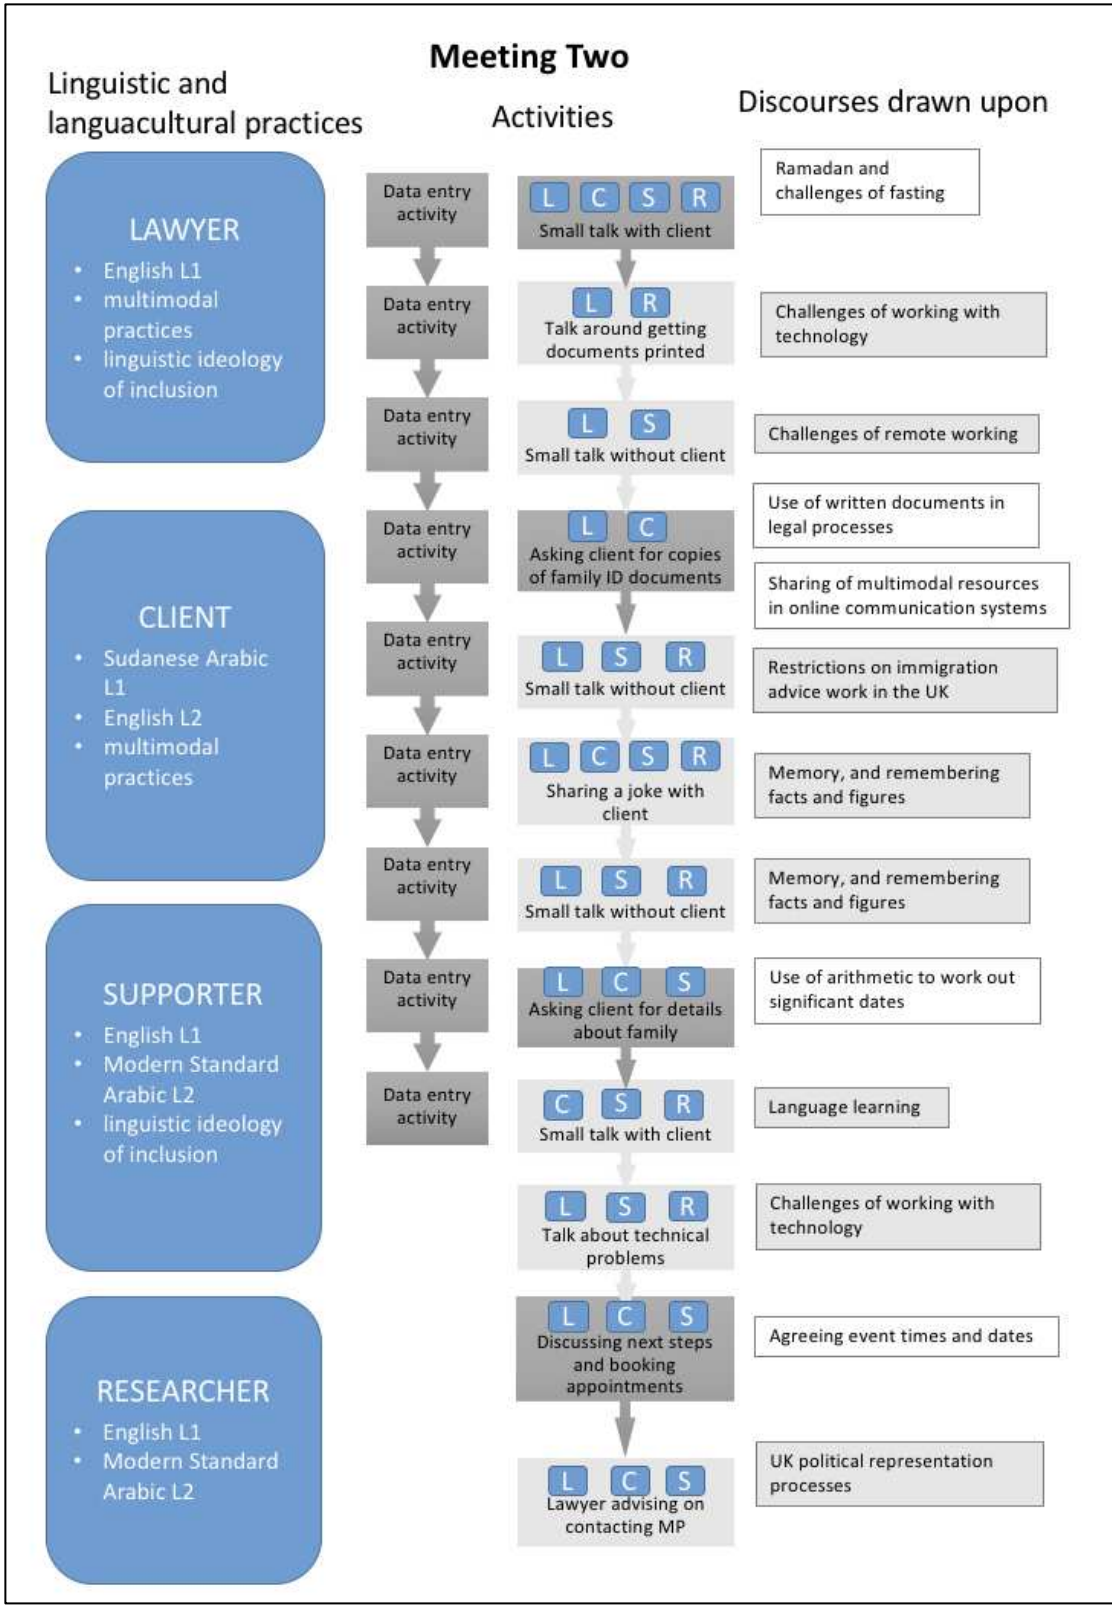 Meeting Two
Linguistic and
languacultural practices
Activities
Discourses drawn upon
LAWYER
• English L1
• multimodal
practices
• linguistic ideology
of inclusion
CLIENT
• Sudanese Arabic
L1
• English L2
• multimodal
practices
SUPPORTER
• English L1
• Modern Standard
Arabic L2
• linguistic ideology
of inclusion
RESEARCHER
• English L1
• Modern Standard
Arabic L2
Data entry
activity
Data entry
activity
Data entry
activity
Data entry
activity
Data entry
activity
Data entry
activity
Data entry
activity
Data entry
activity
Data entry
activity
L C S R
Small talk with client
L R
Talk around getting
documents printed
L S
Small talk without client
L C
Asking client for copies
of family ID documents
L S R
Small talk without client
L C S R
Sharing a joke with
client
L S R
Small talk without client
L C S
Asking client for details
about family
C S R
Small talk with client
L S R
Talk about technical
problems
L C S
Discussing next steps
and booking
appointments
L C S
Lawyer advising on
contacting MP
Ramadan and
challenges of fasting
Challenges of working with
technology
Challenges of remote working
Use of written documents in
legal processes
Sharing of multimodal resources
in online communication systems
Restrictions on immigration
advice work in the UK
Memory, and remembering
facts and figures
Memory, and remembering
facts and figures
Use of arithmetic to work out
significant dates
Language learning
Challenges of working with
technology
Agreeing event times and dates
UK political representation
processes